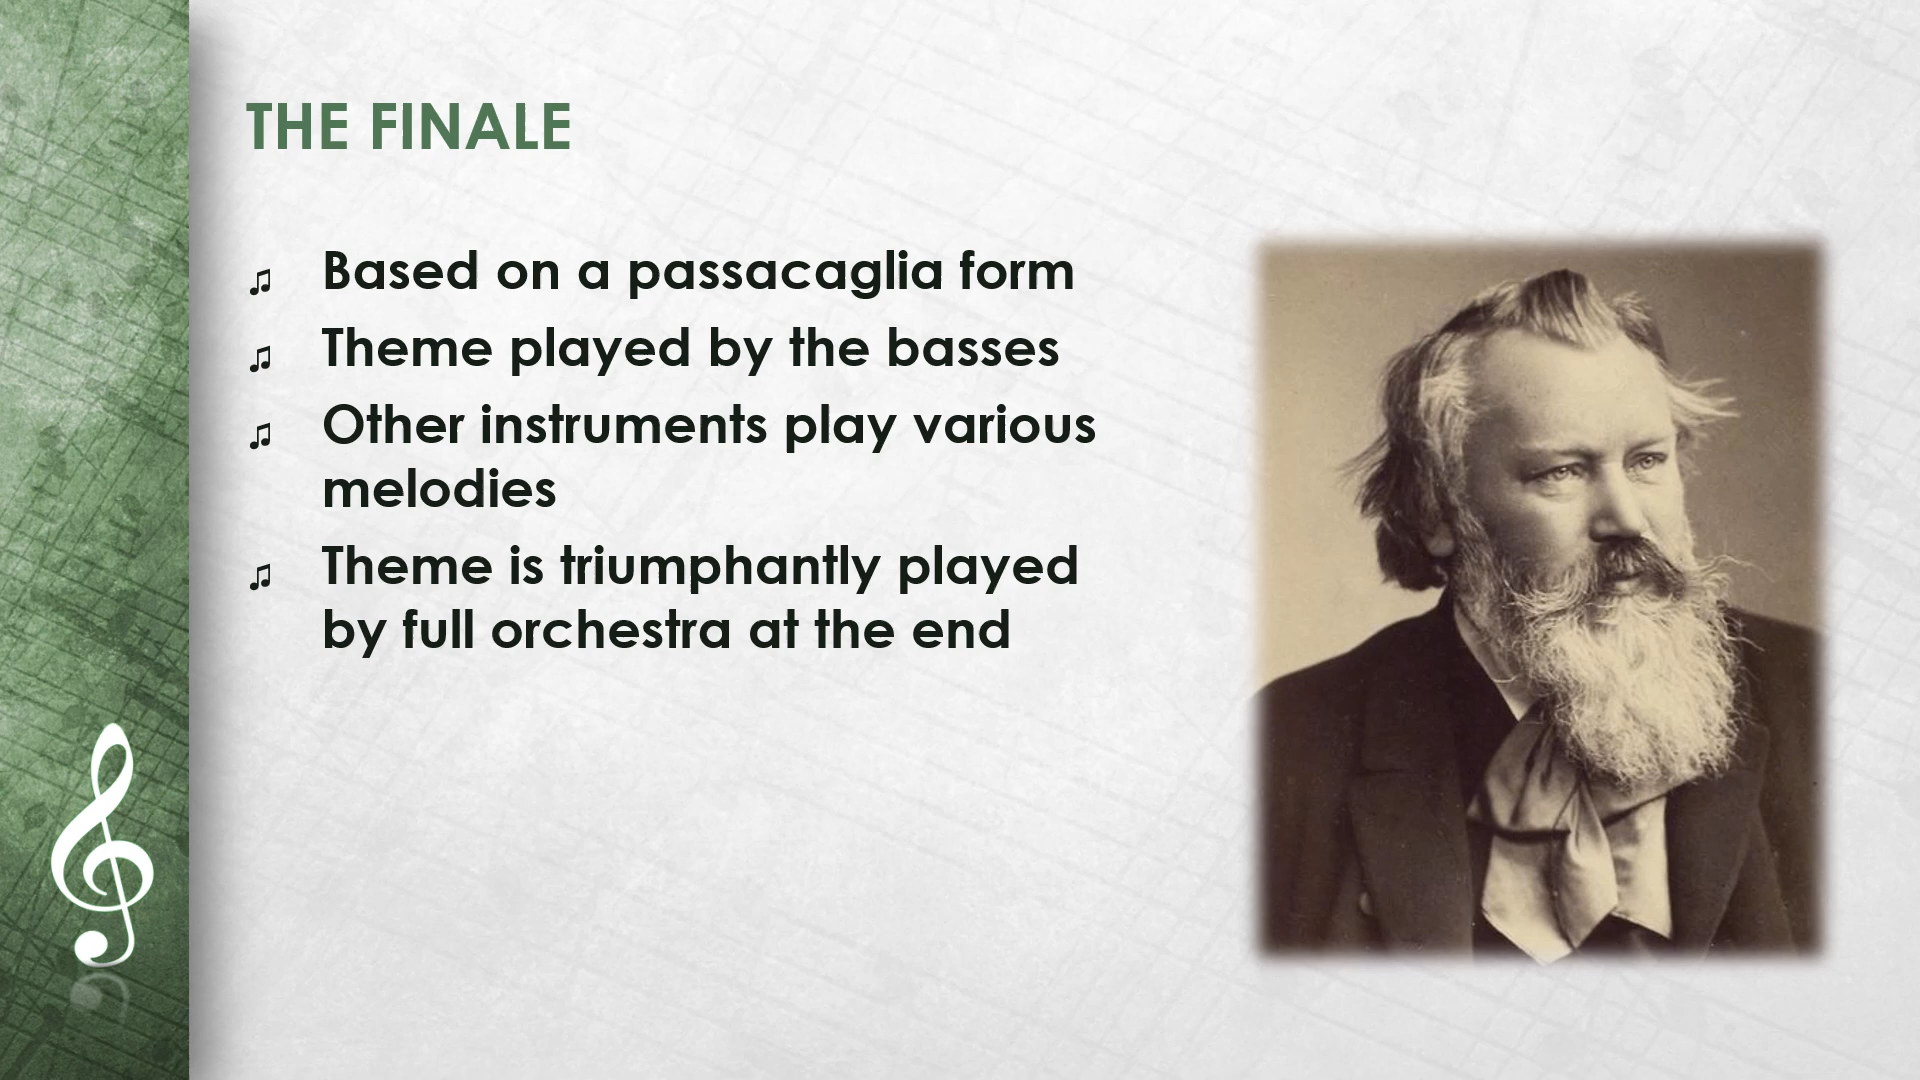 THE FINALE
♫ Based on a passacaglia form
♫ Theme played by the basses
♫ Other instruments play various
melodies
♫ Theme is triumphantly played
by full orchestra at the end